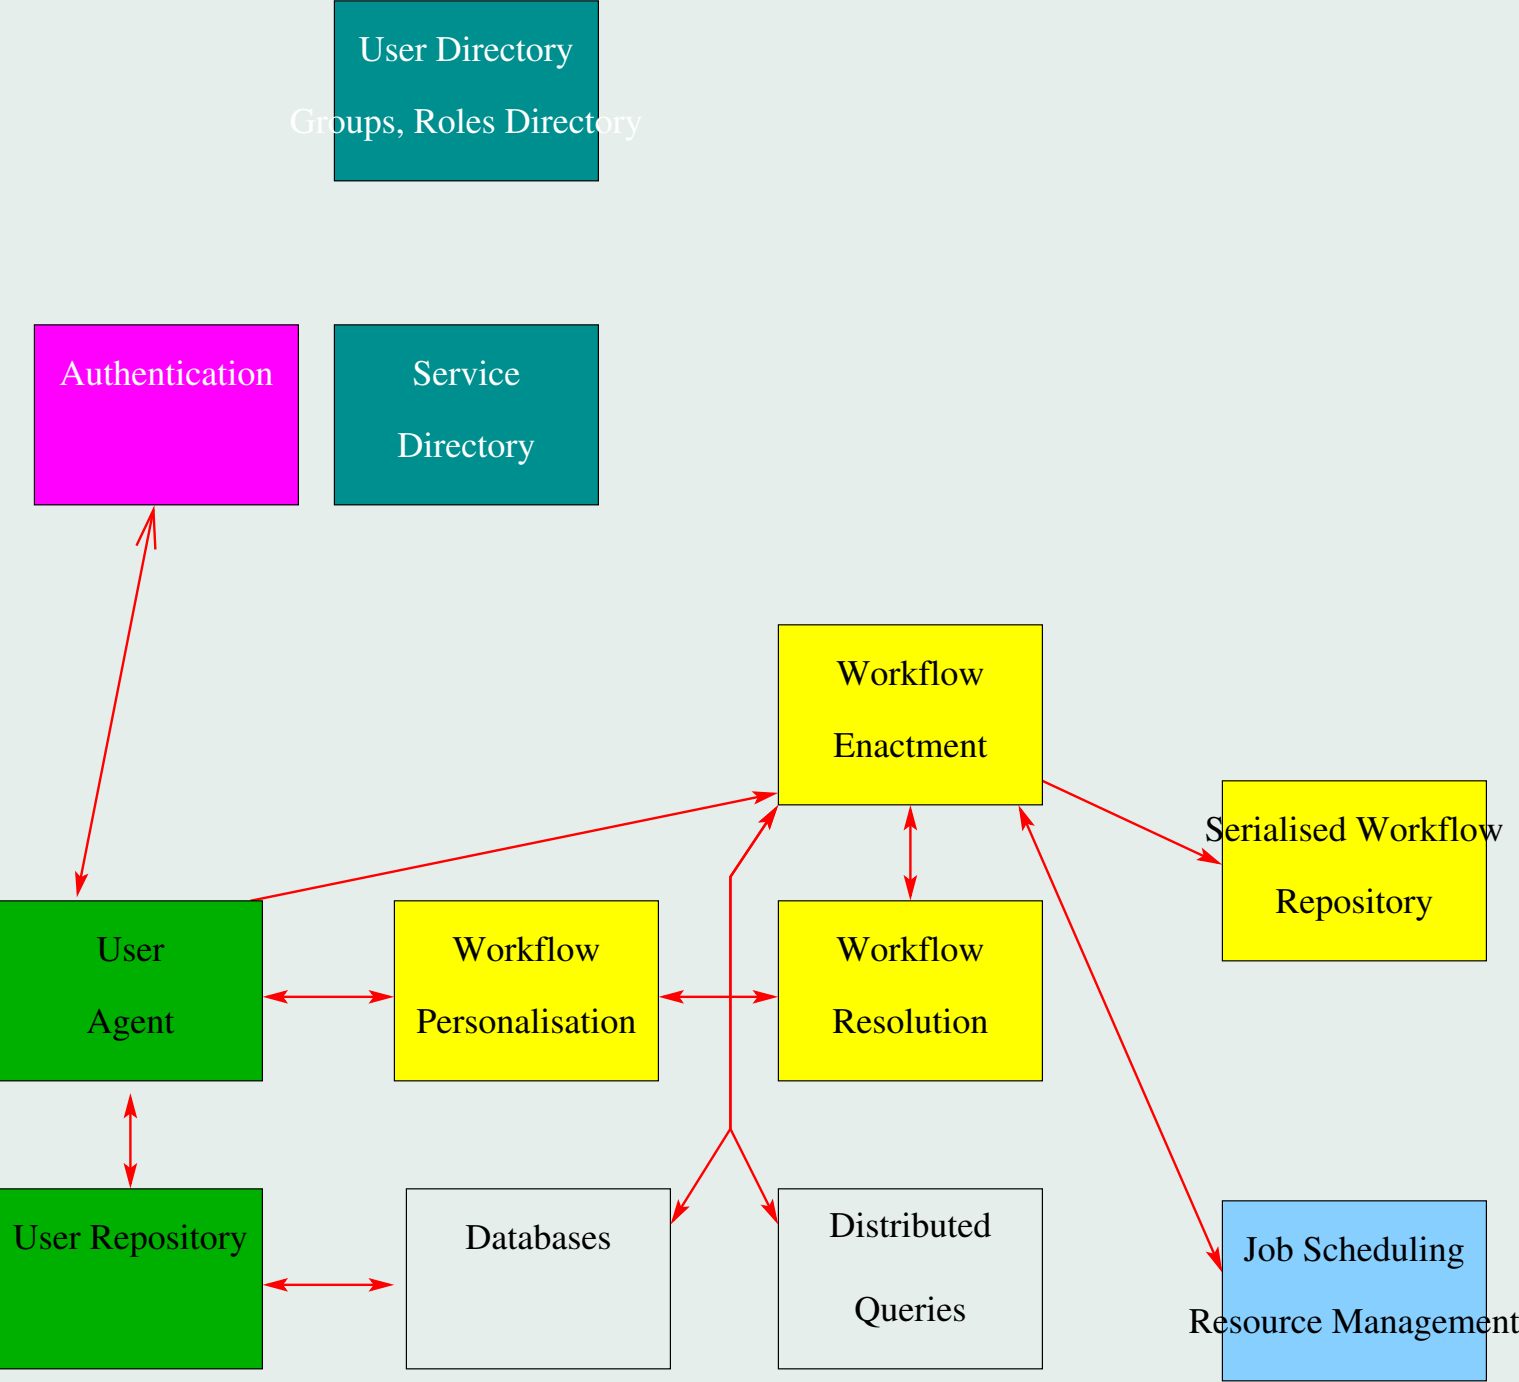 User Directory
Groups, Roles Directory
Authentication
Service
Directory
Workflow
Enactment
Serialised Workflow
Repository
User
Agent
Workflow
Personalisation
Workflow
Resolution
User Repository
Databases
Distributed
Queries
Job Scheduling
Resource Management